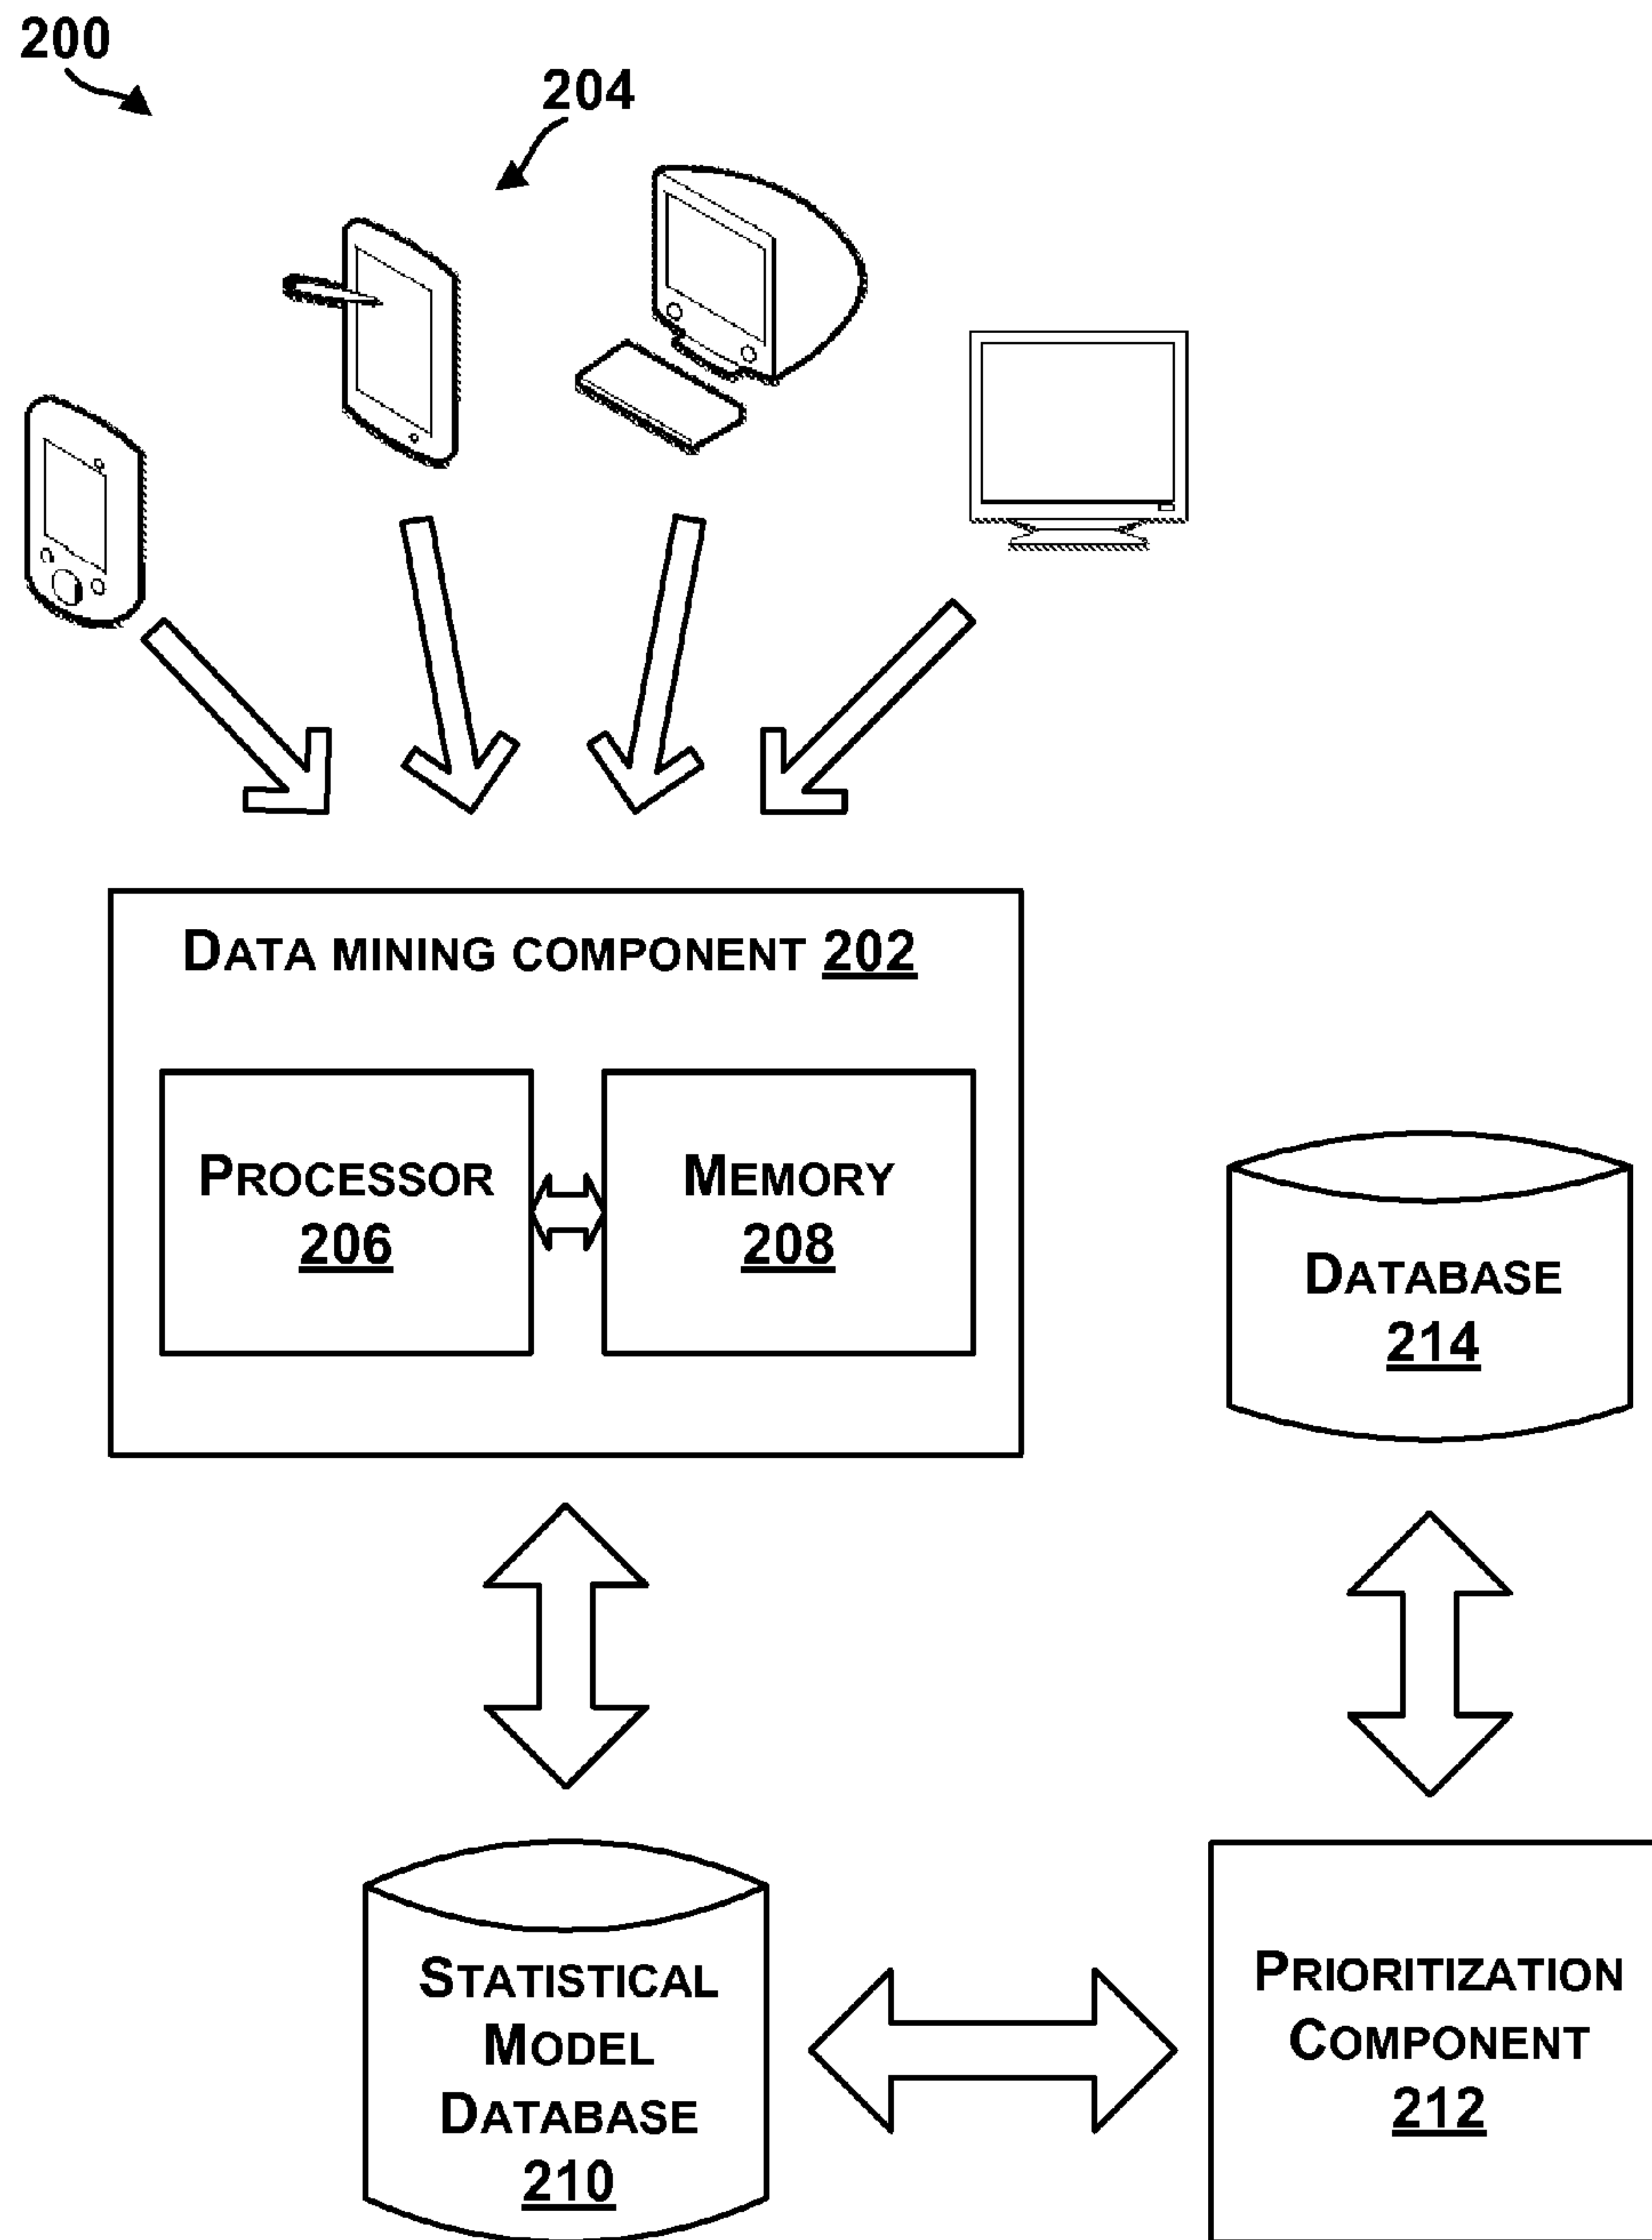 200
204
DATA MINING COMPONENT 202
PROCESSOR
206
MEMORY
208
DATABASE
214
STATISTICAL
MODEL
DATABASE
210
PRIORITIZATION
COMPONENT
212